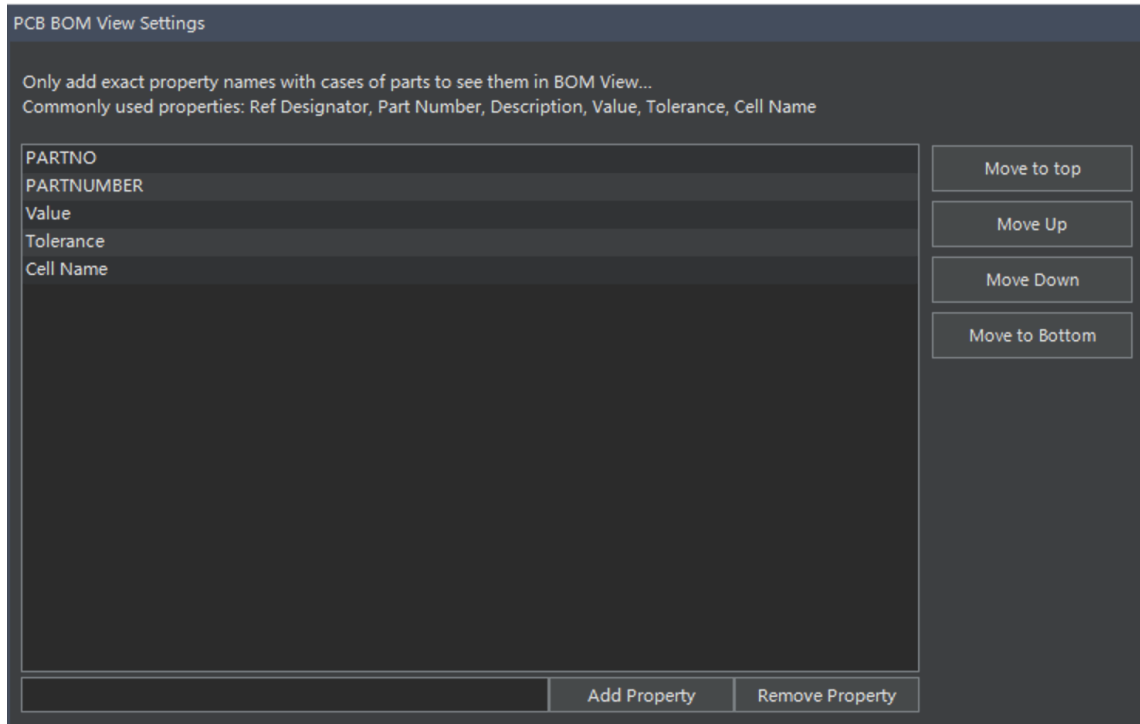 PCB BOM View Settings
Only add exact property names with cases of parts to see them in BOM View...
Commonly used properties: Ref Designator, Part Number, Description, Value, Tolerance, Cell Name
PARTNO
PARTNUMBER
Value
Tolerance
Cell Name
Move to top
Move Up
Move Down
Move to Bottom
Add Property
Remove Property